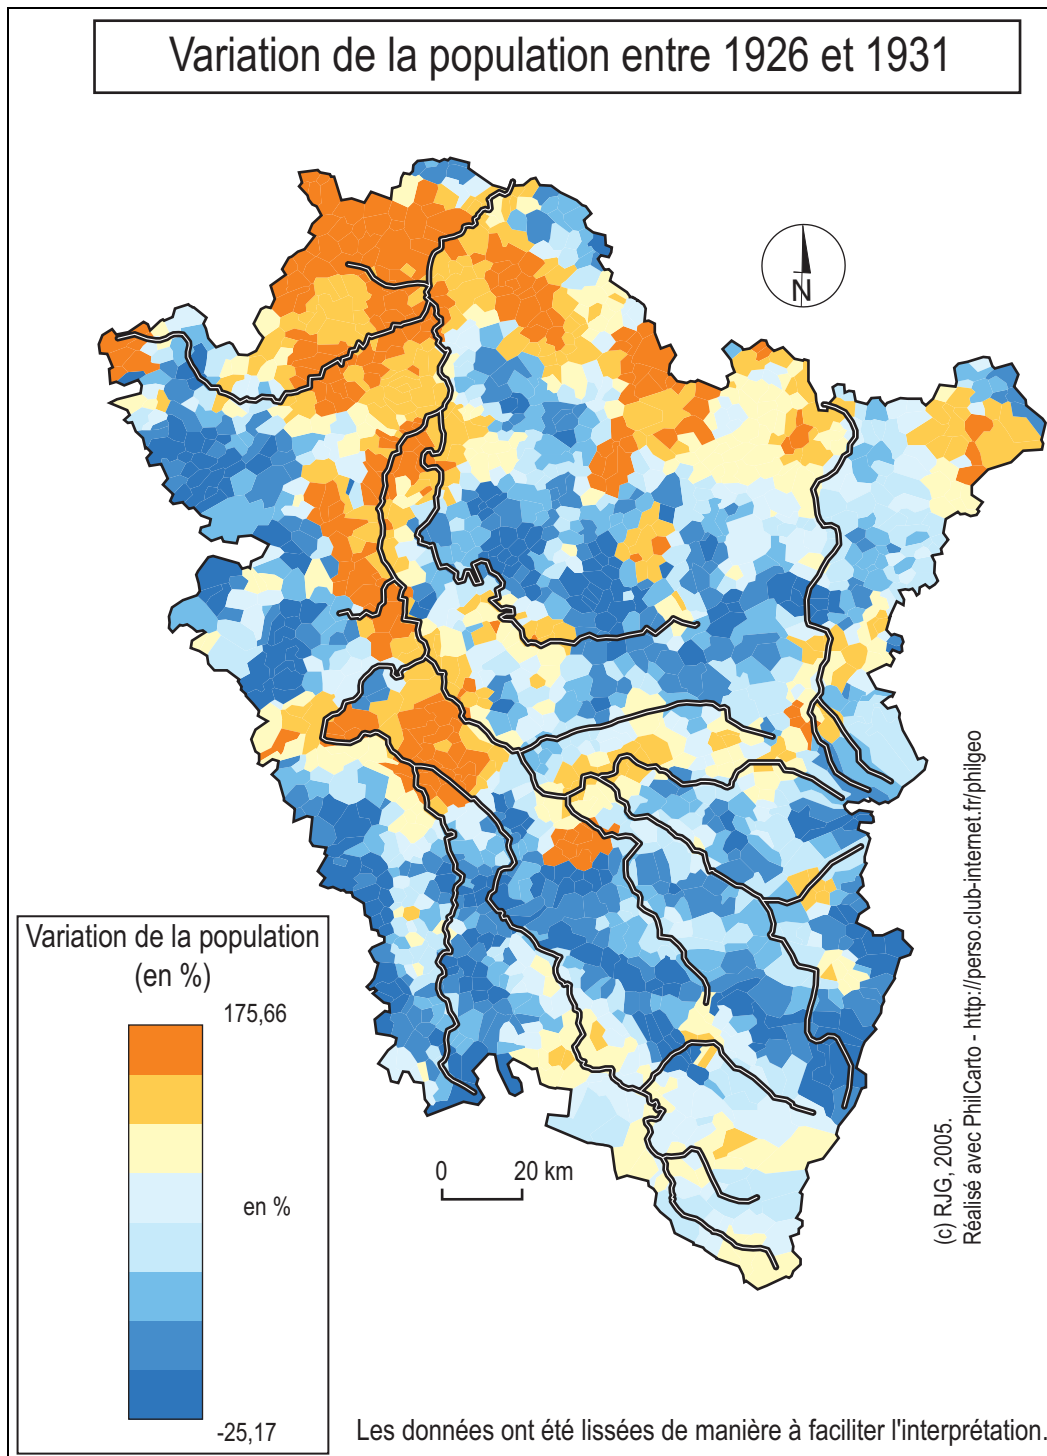 Variation de la population entre 1926 et 1931
N
Variation de la population
(en %)
175,66
en %
-25,17
0 20 km
(c) RJG, 2005.
Réalisé avec PhilCarto - http://perso.club-internet.fr/philgeo
Les données ont été lissées de manière à faciliter l'interprétation.